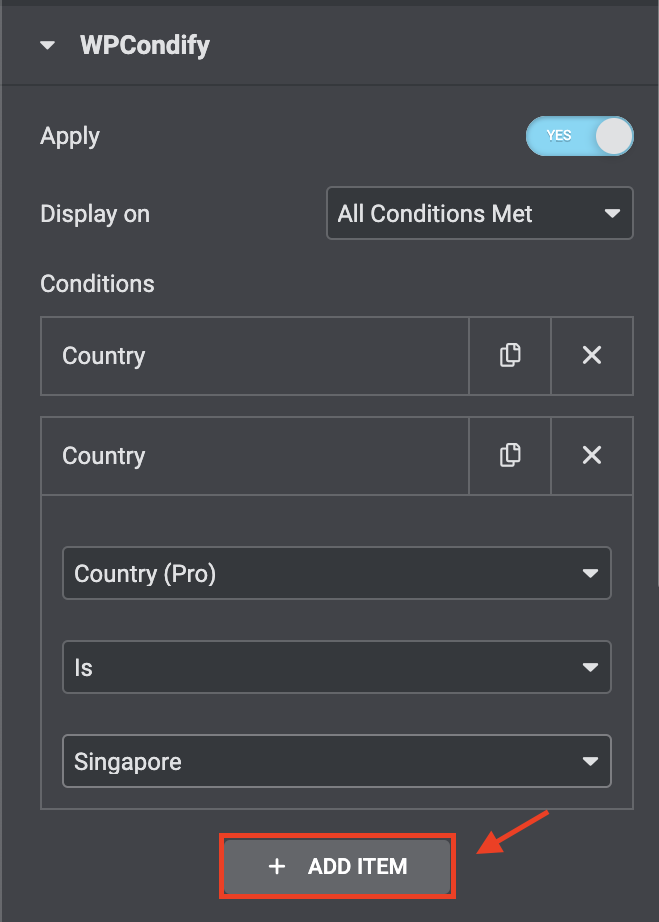 WPCondify
Apply
YES
Display on
All Conditions Met
Conditions
Country
Country
Country (Pro)
Is
Singapore
+ ADD ITEM